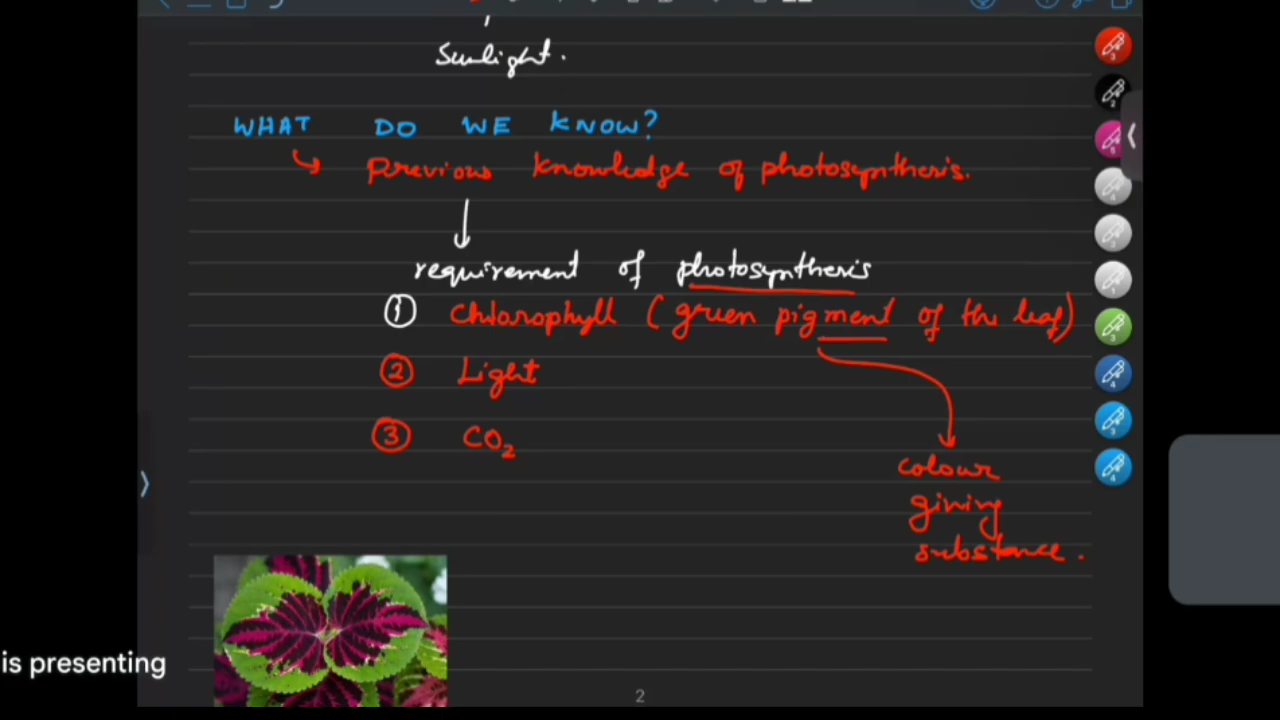 Sunlight.
WHAT DO WE KNOW?
Previous knowledge of photosynthesis.
requirement of photosynthesis
1 Chlorophyll (green pigment of the leaf)
2 Light
3 CO2
colour
giving
substance.
is presenting
2